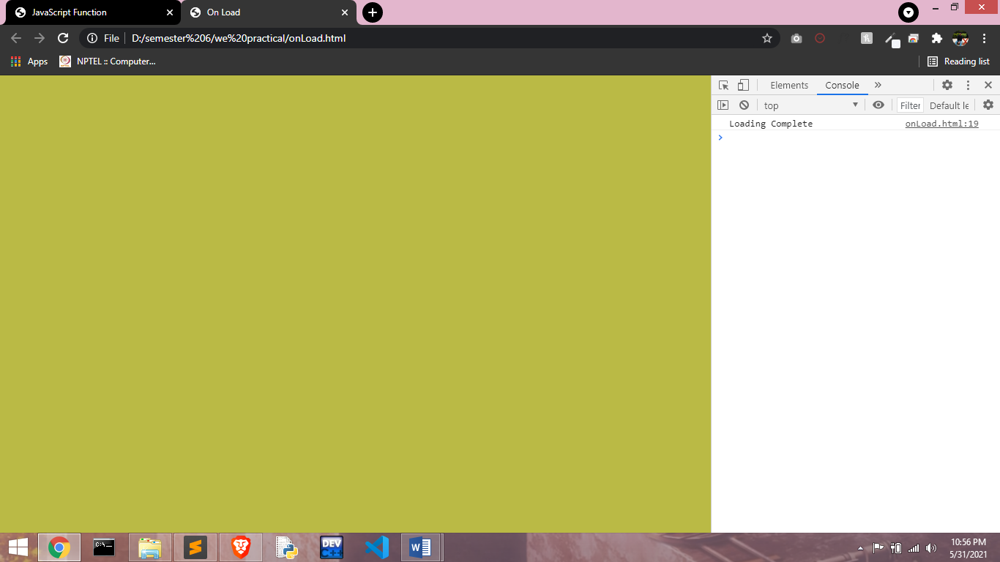 JavaScript Function
On Load
File D:/semester%206/we%20practical/onLoad.html
Apps NPTEL :: Computer...
Reading list
Elements Console
top Filter Default le
Loading Complete onLoad.html:19
C:\
DEV
C++
W
10:56 PM
5/31/2021